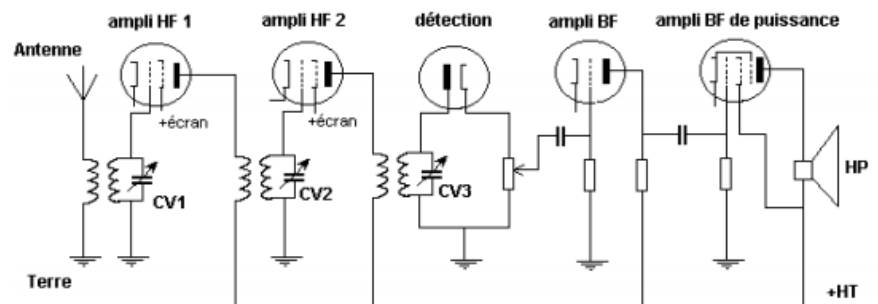 ampli HF 1
ampli HF 2
détection
ampli BF
ampli BF de puissance
Antenne
+écran
+écran
CV1
CV2
CV3
HP
Terre
+HT